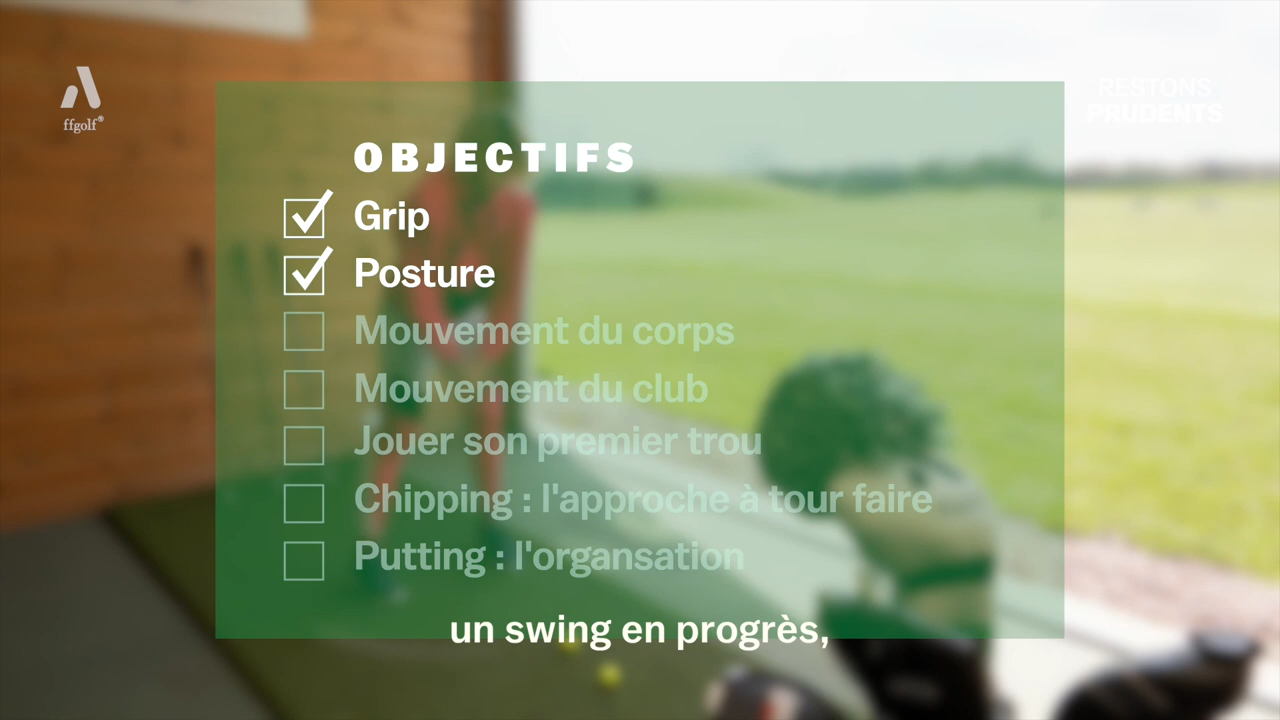 ffgolf®
RESTONS
PRUDENTS
OBJECTIFS
Grip
Posture
Mouvement du corps
Mouvement du club
Jouer son premier trou
Chipping : l'approche à tour faire
Putting : l'organsation
un swing en progrès,